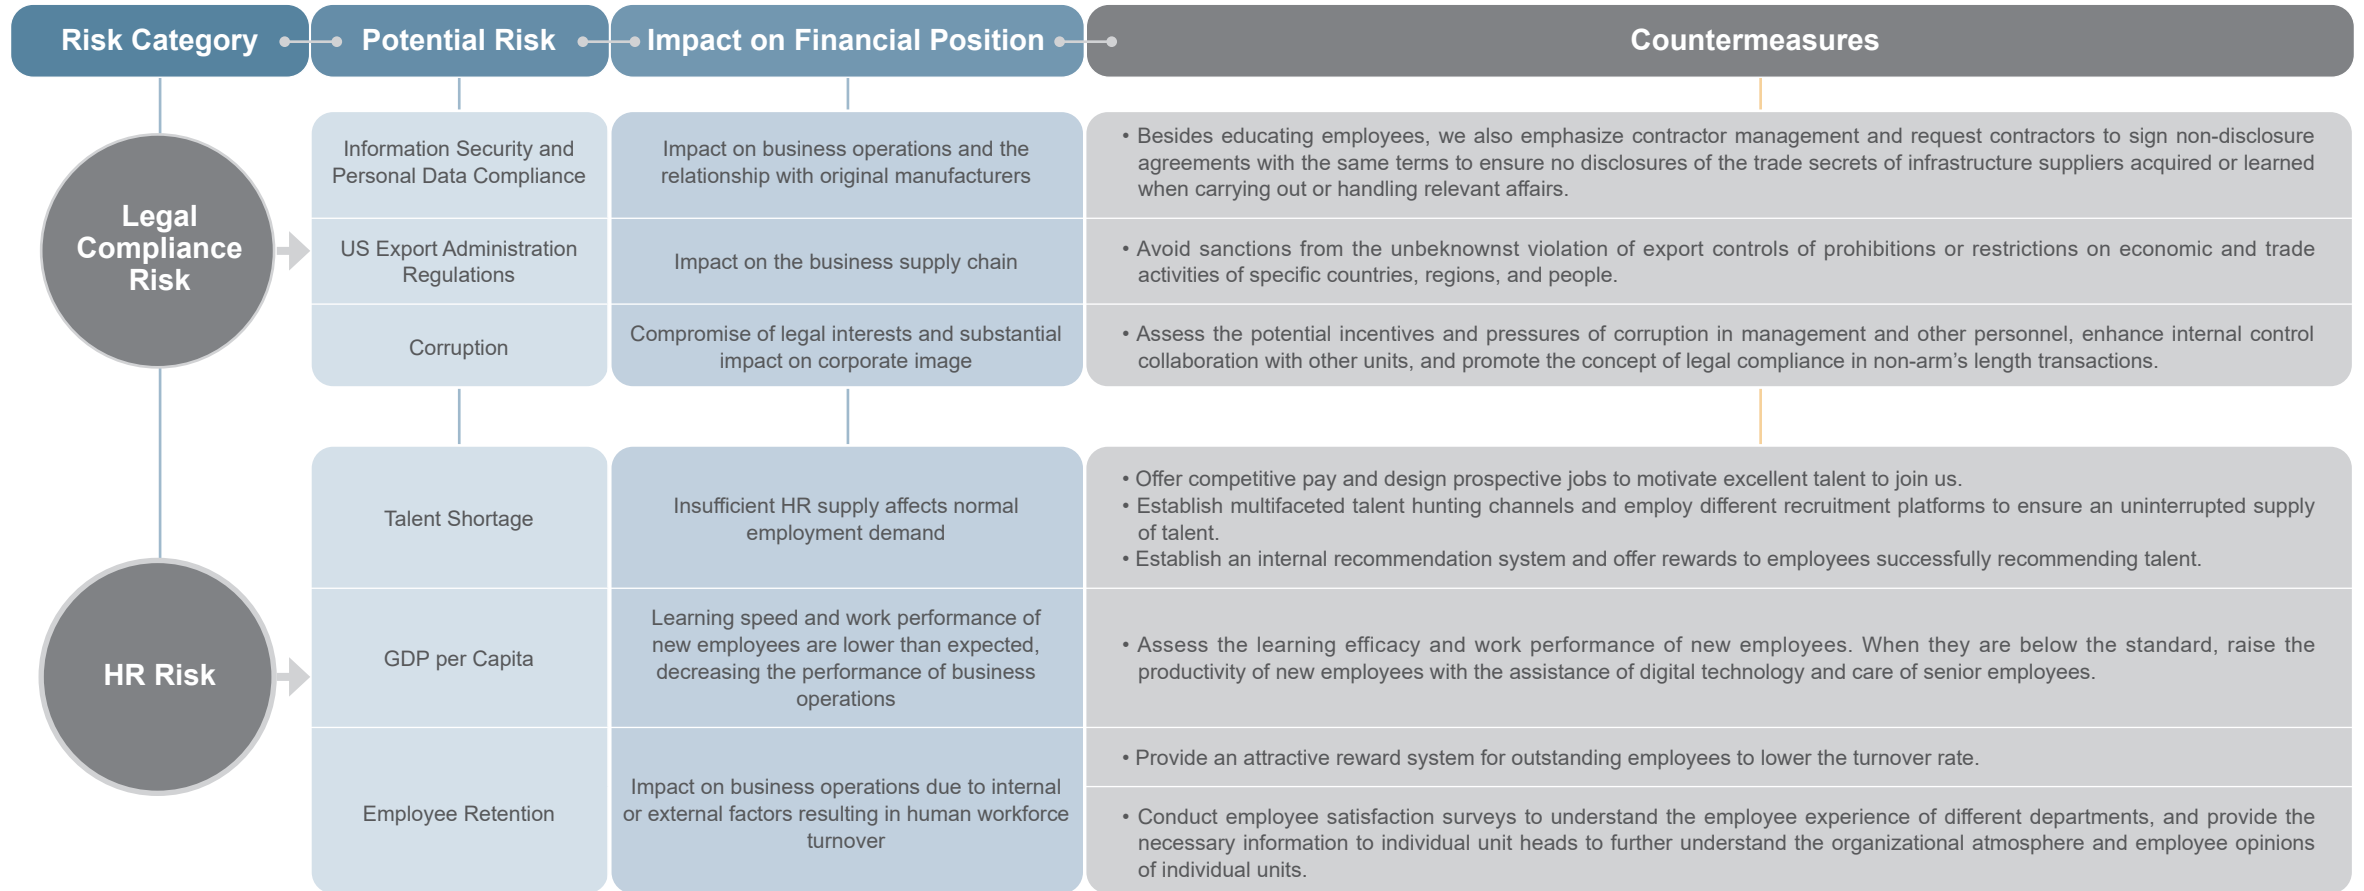 Risk Category
Potential Risk
Impact on Financial Position
Countermeasures
Legal
Compliance
Risk
Information Security and
Personal Data Compliance
Impact on business operations and the
relationship with original manufacturers
• Besides educating employees, we also emphasize contractor management and request contractors to sign non-disclosure
agreements with the same terms to ensure no disclosures of the trade secrets of infrastructure suppliers acquired or learned
when carrying out or handling relevant affairs.
US Export Administration
Regulations
Impact on the business supply chain
• Avoid sanctions from the unbeknownst violation of export controls of prohibitions or restrictions on economic and trade
activities of specific countries, regions, and people.
Corruption
Compromise of legal interests and substantial
impact on corporate image
• Assess the potential incentives and pressures of corruption in management and other personnel, enhance internal control
collaboration with other units, and promote the concept of legal compliance in non-arm's length transactions.
HR Risk
Talent Shortage
Insufficient HR supply affects normal
employment demand
• Offer competitive pay and design prospective jobs to motivate excellent talent to join us.
• Establish multifaceted talent hunting channels and employ different recruitment platforms to ensure an uninterrupted supply
of talent.
• Establish an internal recommendation system and offer rewards to employees successfully recommending talent.
GDP per Capita
Learning speed and work performance of
new employees are lower than expected,
decreasing the performance of business
operations
• Assess the learning efficacy and work performance of new employees. When they are below the standard, raise the
productivity of new employees with the assistance of digital technology and care of senior employees.
Employee Retention
Impact on business operations due to internal
or external factors resulting in human workforce
turnover
• Provide an attractive reward system for outstanding employees to lower the turnover rate.
• Conduct employee satisfaction surveys to understand the employee experience of different departments, and provide the
necessary information to individual unit heads to further understand the organizational atmosphere and employee opinions
of individual units.